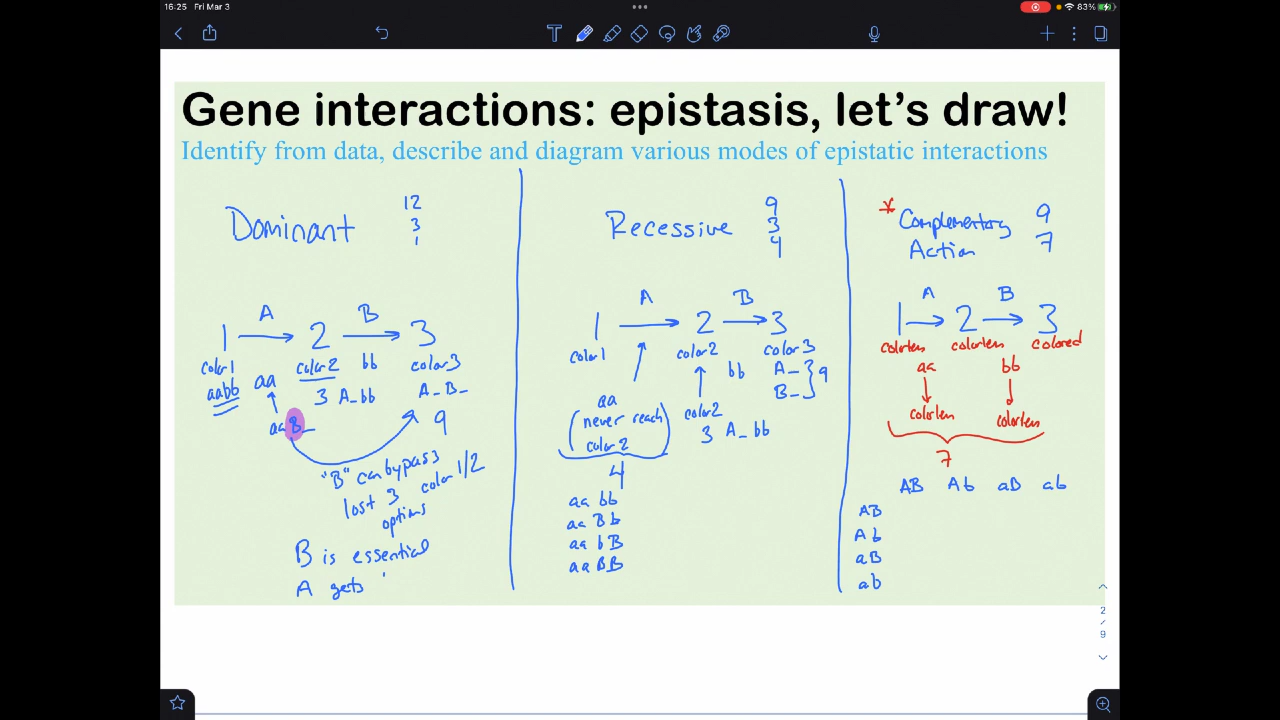 16:25 Fri Mar 3
83%
Gene interactions: epistasis, let's draw!
Identify from data, describe and diagram various modes of epistatic interactions
Dominant
12
3
1
A
B
1 2 3
color1 color2 bb color3
aabb aa
3 A_bb
A_B_
aaB_
9
"B" can bypass
color 1/2
lost 3
options
B is essential
A gets
Recessive
9
3
4
A
B
1 2 3
color1 color2 color3
bb
A_
B_
9
aa
never reach
color 2
color2
3 A_bb
4
aa bb
aa Bb
aa bB
aa BB
Complementary
Action
9
7
A
B
1 2 3
colorless colorless colored
aa bb
colorless colorless
7
AB Ab aB ab
AB
Ab
aB
ab
2
/
9